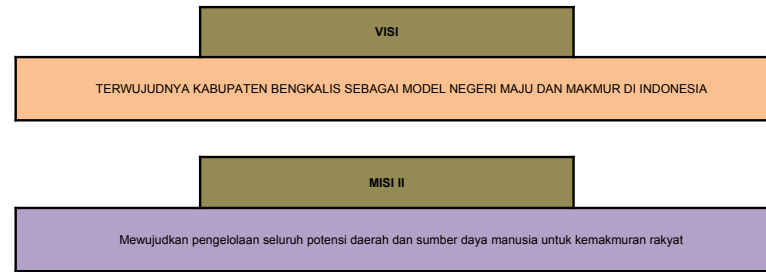 VISI
TERWUJUDNYA KABUPATEN BENGKALIS SEBAGAI MODEL NEGERI MAJU DAN MAKMUR DI INDONESIA
MISI II
Mewujudkan pengelolaan seluruh potensi daerah dan sumber daya manusia untuk kemakmuran rakyat